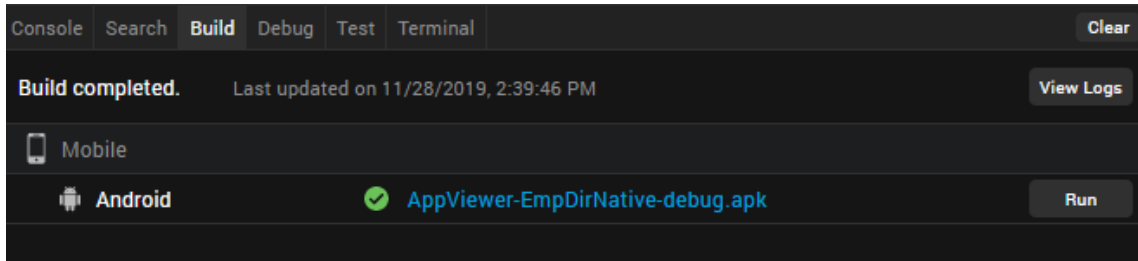 Console Search Build Debug Test Terminal Clear
Build completed. Last updated on 11/28/2019, 2:39:46 PM View Logs
Mobile
Android AppViewer-EmpDirNative-debug.apk Run